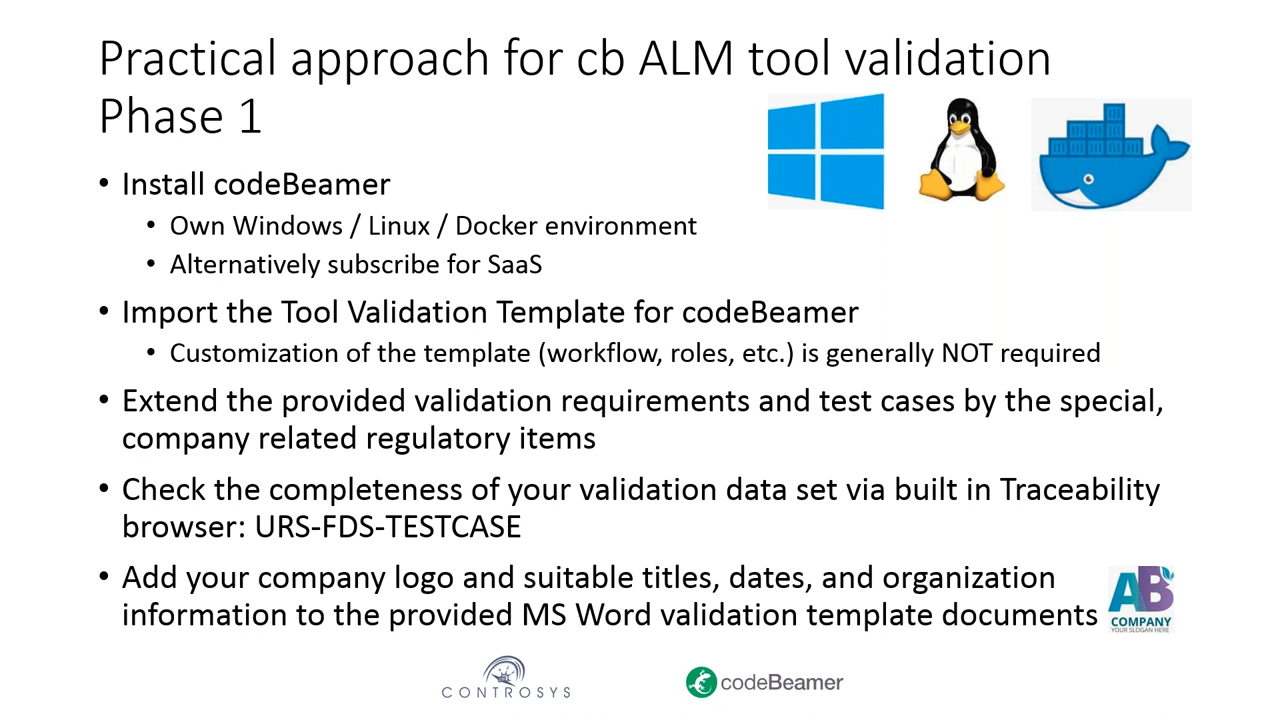 Practical approach for cb ALM tool validation
Phase 1
• Install codeBeamer
• Own Windows / Linux / Docker environment
• Alternatively subscribe for SaaS
• Import the Tool Validation Template for codeBeamer
• Customization of the template (workflow, roles, etc.) is generally NOT required
• Extend the provided validation requirements and test cases by the special,
company related regulatory items
• Check the completeness of your validation data set via built in Traceability
browser: URS-FDS-TESTCASE
• Add your company logo and suitable titles, dates, and organization
information to the provided MS Word validation template documents
AB
COMPANY
YOUR SLOGAN HERE
CONTROSYS
codeBeamer